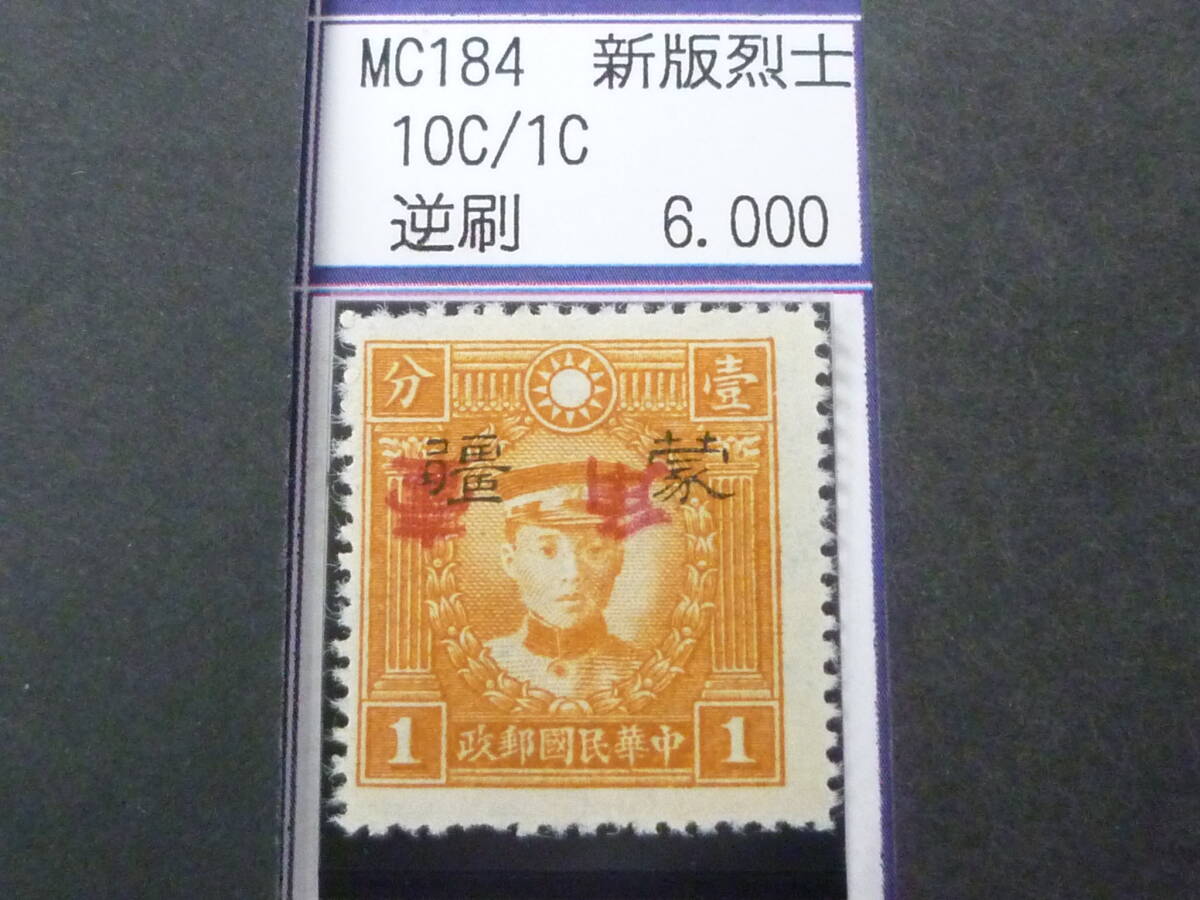 MC184 新版烈士
10C/1C
逆刷 6.000
分 壹
疆 蒙
1 政郵國民華中 1